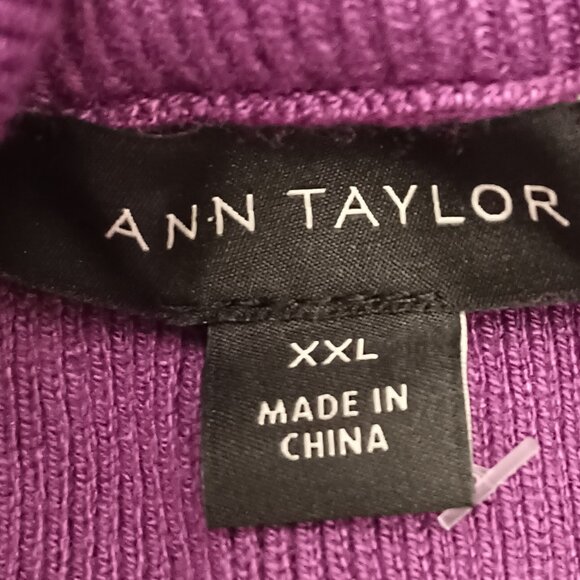 ANN TAYLOR
XXL
MADE IN
CHINA